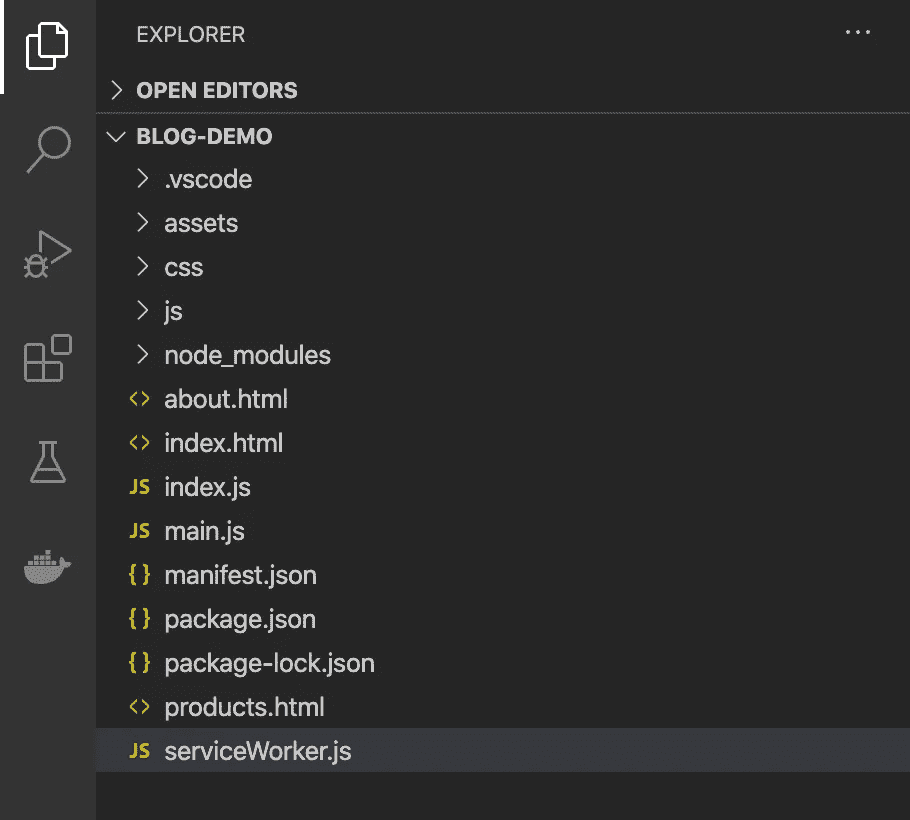 EXPLORER ...
OPEN EDITORS
BLOG-DEMO
.vscode
assets
css
js
node_modules
<> about.html
<> index.html
JS index.js
JS main.js
{} manifest.json
{} package.json
{} package-lock.json
<> products.html
JS serviceWorker.js